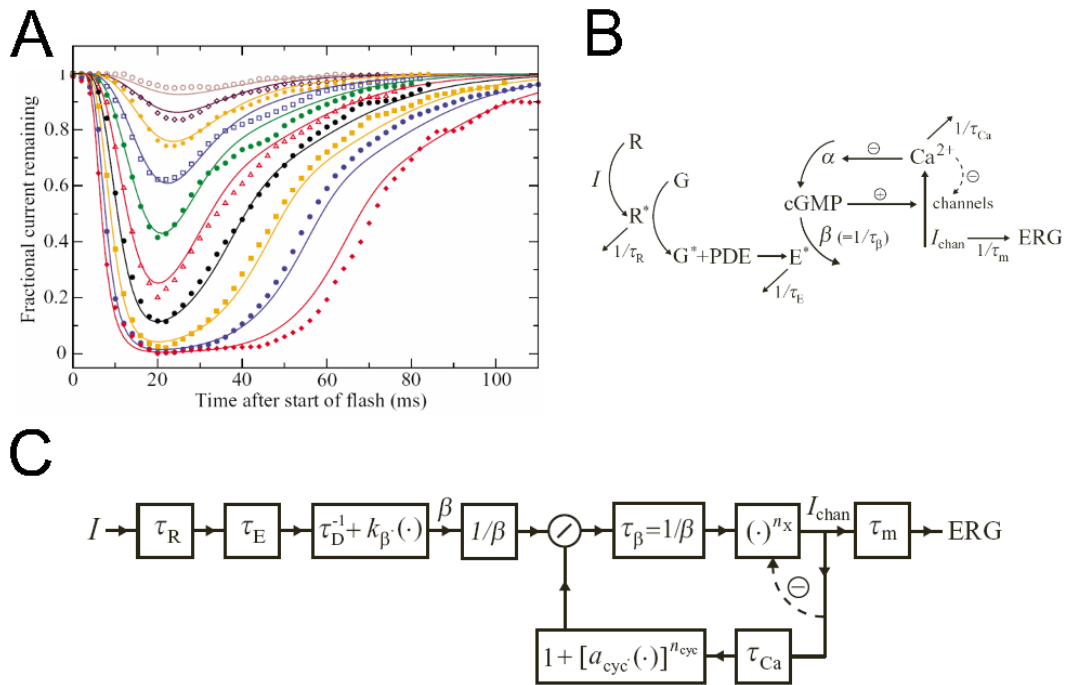 A
Fractional current remaining
1
0.8
0.6
0.4
0.2
0
0 20 40 60 80 100
Time after start of flash (ms)
B
R
I
R*
1/τR
G
G*+PDE
E*
1/τE
α
⊖
Ca2+
1/τCa
⊖
cGMP
⊕
channels
β (=1/τβ)
Ichan
1/τm
ERG
C
I
τR
τE
τD-1 + kβ·(·)
β
1/β
τβ=1/β
(·)nX
Ichan
τm
ERG
⊖
1 + [acyc·(·)]ncyc
τCa